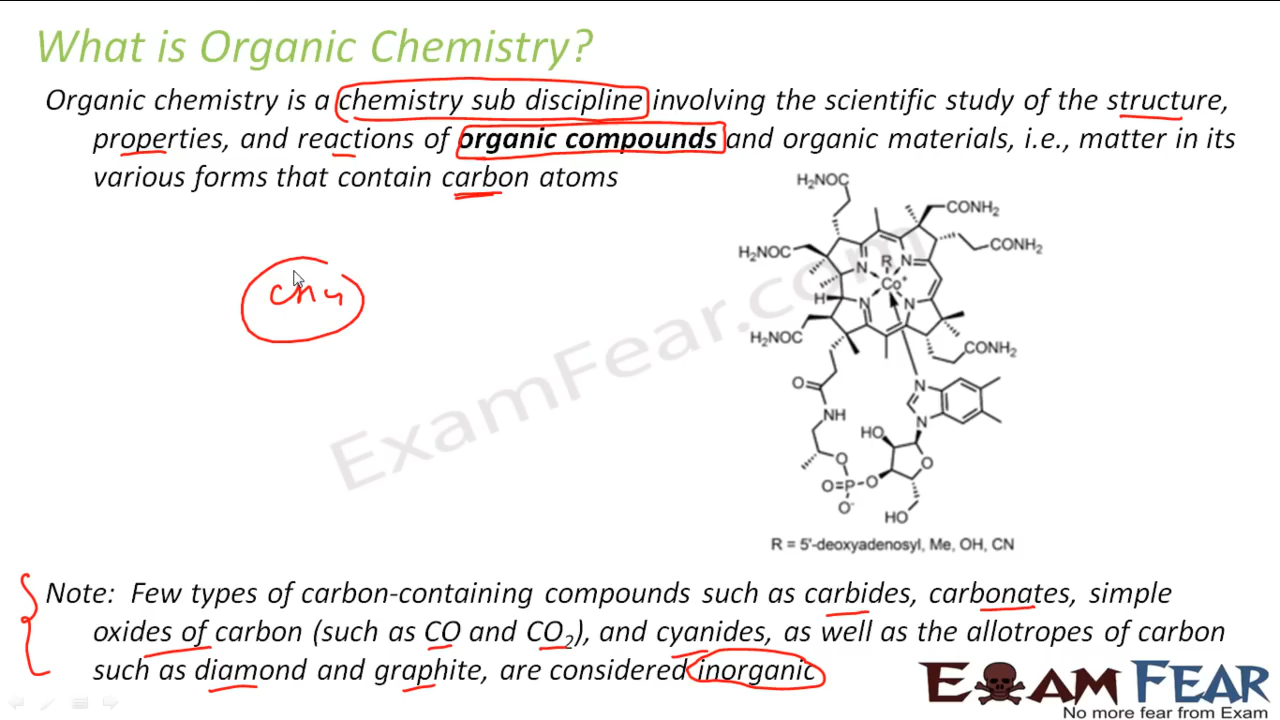 What is Organic Chemistry?
Organic chemistry is a chemistry sub discipline involving the scientific study of the structure,
properties, and reactions of organic compounds and organic materials, i.e., matter in its
various forms that contain carbon atoms
H₂NOC
CONH₂
H₂NOC
CONH₂
R
N
N
Co⁺
H
N
N
H₂NOC
CONH₂
O
N
NH
N
HO
O
O
O=P-O
O⁻
HO
R = 5'-deoxyadenosyl, Me, OH, CN
CH4
ExamFear.com
Note: Few types of carbon-containing compounds such as carbides, carbonates, simple
oxides of carbon (such as CO and CO₂), and cyanides, as well as the allotropes of carbon
such as diamond and graphite, are considered inorganic
EXAM FEAR
No more fear from Exam